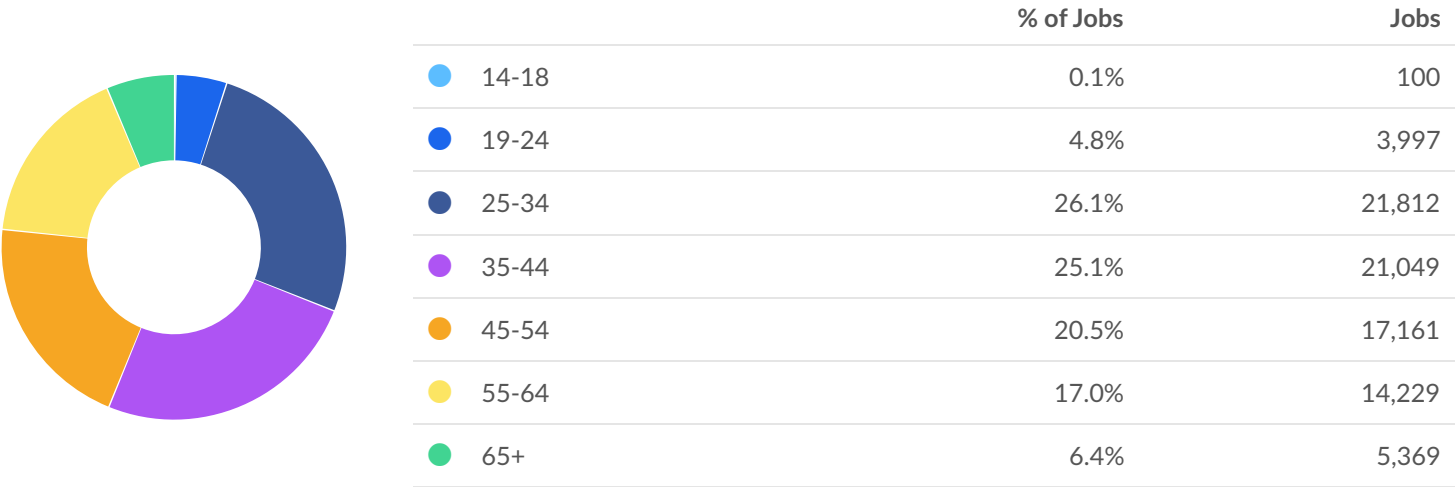 % of Jobs Jobs
14-18 0.1% 100
19-24 4.8% 3,997
25-34 26.1% 21,812
35-44 25.1% 21,049
45-54 20.5% 17,161
55-64 17.0% 14,229
65+ 6.4% 5,369